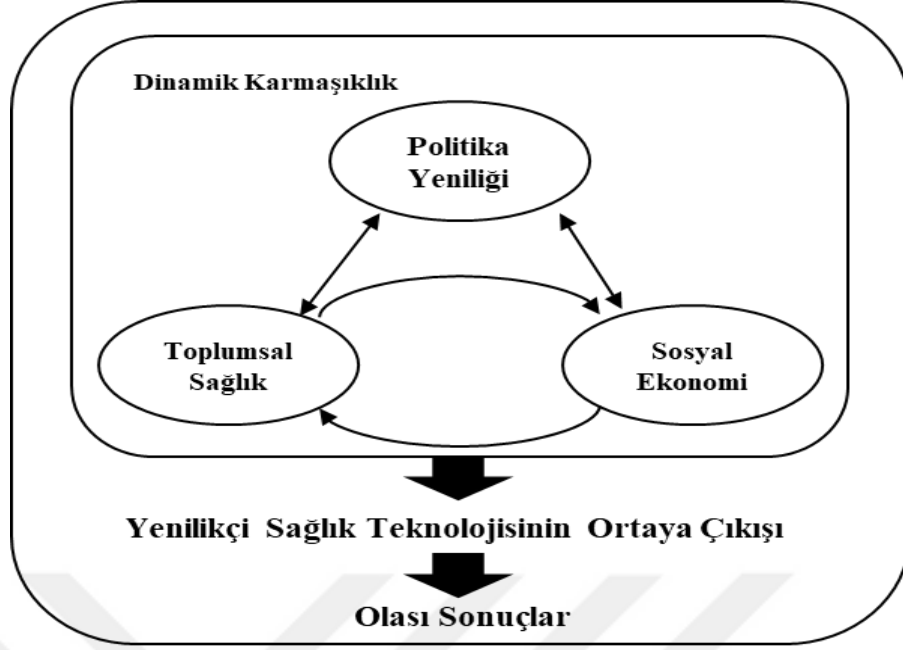 Dinamik Karmaşıklık
Politika
Yeniliği
Toplumsal
Sağlık
Sosyal
Ekonomi
Yenilikçi Sağlık Teknolojisinin Ortaya Çıkışı
Olası Sonuçlar